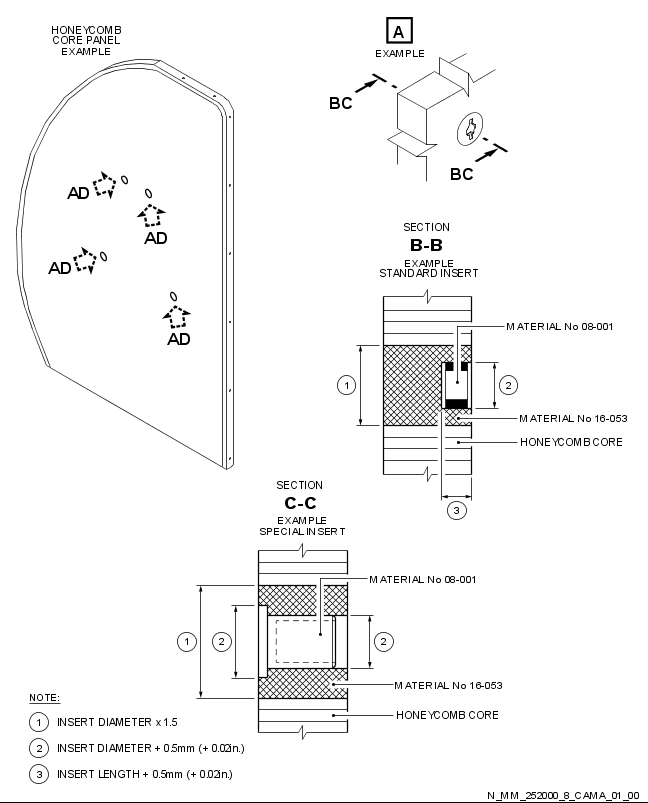 HONEYCOMB
CORE PANEL
EXAMPLE
A
EXAMPLE
BC
BC
AD
AD
AD
AD
SECTION
B-B
EXAMPLE
STANDARD INSERT
MATERIAL No 08-001
1
2
MATERIAL No 16-053
HONEYCOMB CORE
3
SECTION
C-C
EXAMPLE
SPECIAL INSERT
MATERIAL No 08-001
1
2
2
MATERIAL No 16-053
HONEYCOMB CORE
NOTE:
1 INSERT DIAMETER x 1.5
2 INSERT DIAMETER + 0.5mm (+ 0.02in.)
3 INSERT LENGTH + 0.5mm (+ 0.02in.)
N_MM_252000_8_CAMA_01_00